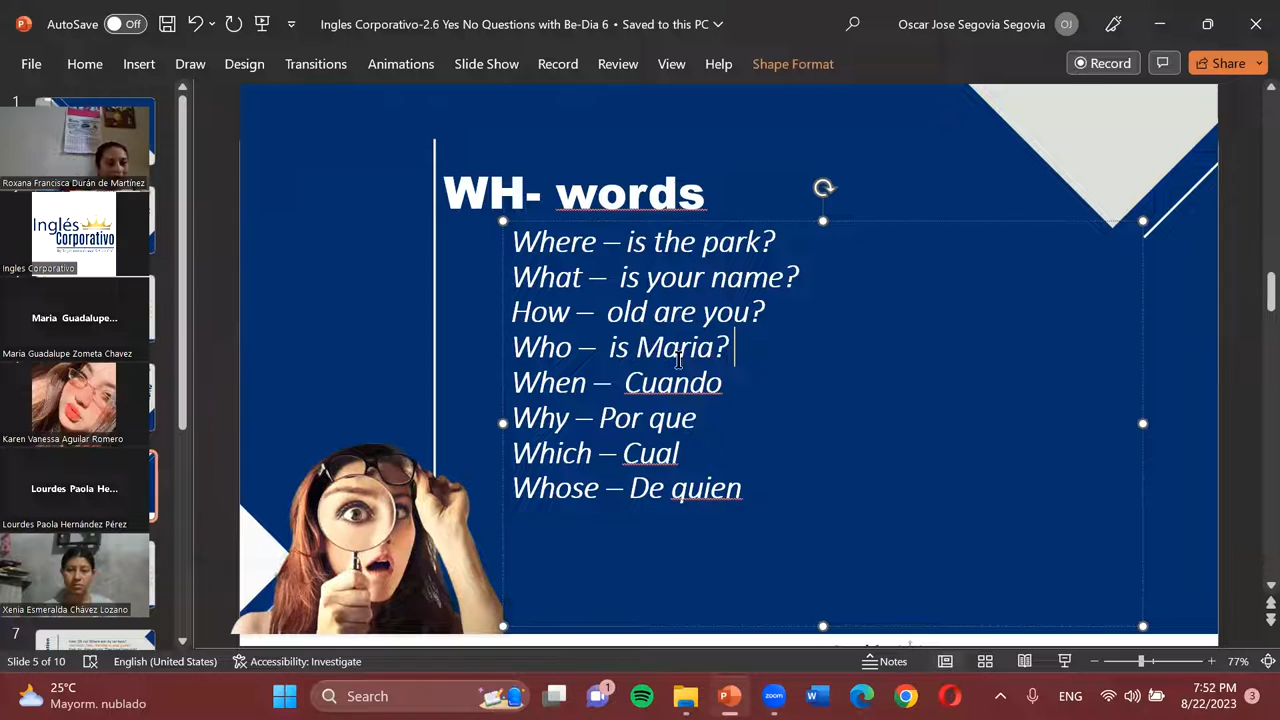 AutoSave Off Ingles Corporativo-2.6 Yes No Questions with Be-Dia 6 • Saved to this PC Oscar Jose Segovia Segovia OJ
File Home Insert Draw Design Transitions Animations Slide Show Record Review View Help Shape Format Record Share
1
Roxana Francisca Durán de Martínez
Inglés
Corporativo
Ingles Corporativo
Maria Guadalupe...
Maria Guadalupe Zometa Chavez
Karen Vanessa Aguilar Romero
Lourdes Paola He...
Lourdes Paola Hernández Pérez
Xenia Esmeralda Chávez Lozano
7
WH- words
Where – is the park?
What – is your name?
How – old are you?
Who – is Maria?
When – Cuando
Why – Por que
Which – Cual
Whose – De quien
Slide 5 of 10 English (United States) Accessibility: Investigate Notes 77%
25°C
Mayorm. nublado
Search
1
zoom
ENG
7:52 PM
8/22/2023
3